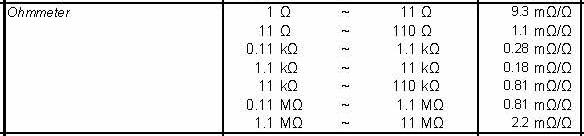 Ohmmeter 1 Ω ~ 11 Ω 9.3 mΩ/Ω
11 Ω ~ 110 Ω 1.1 mΩ/Ω
0.11 kΩ ~ 1.1 kΩ 0.28 mΩ/Ω
1.1 kΩ ~ 11 kΩ 0.18 mΩ/Ω
11 kΩ ~ 110 kΩ 0.81 mΩ/Ω
0.11 MΩ ~ 1.1 MΩ 0.81 mΩ/Ω
1.1 MΩ ~ 11 MΩ 2.2 mΩ/Ω